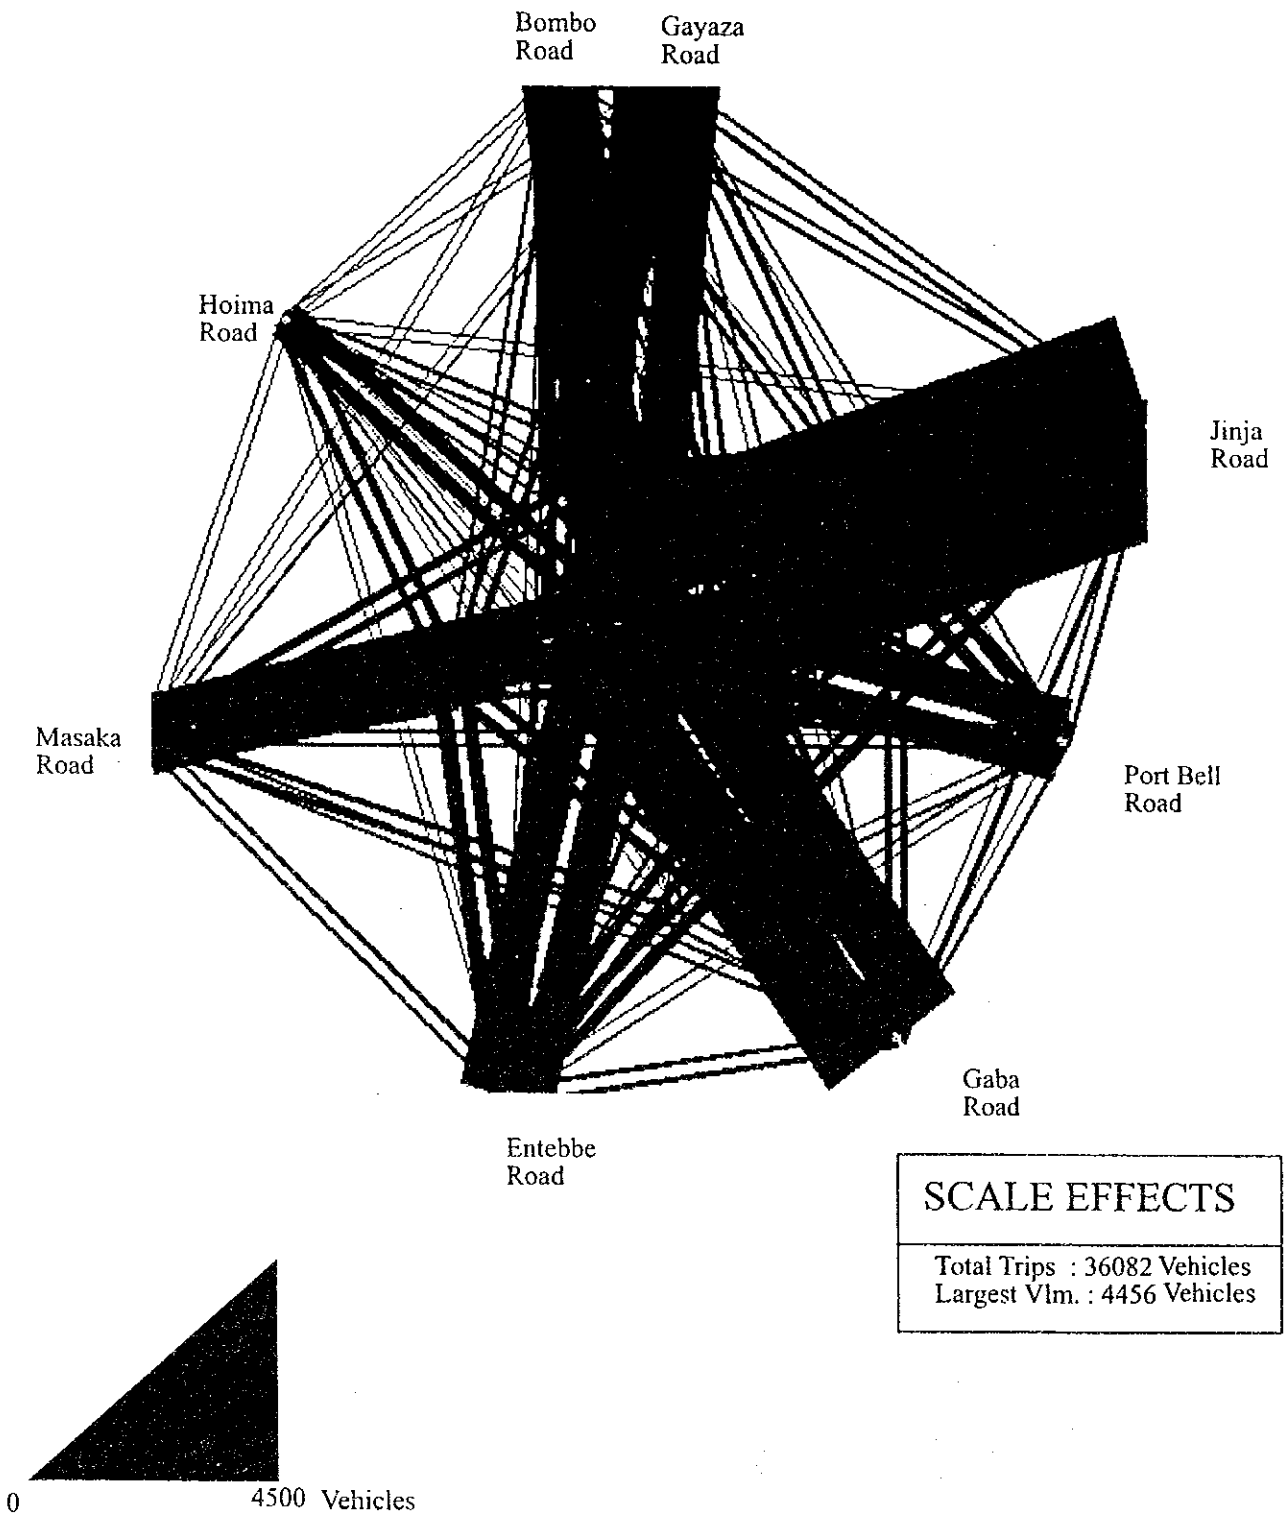 Bombo
Road
Gayaza
Road
Hoima
Road
Jinja
Road
Masaka
Road
Port Bell
Road
Gaba
Road
Entebbe
Road
SCALE EFFECTS
Total Trips : 36082 Vehicles
Largest Vlm. : 4456 Vehicles
0
4500 Vehicles